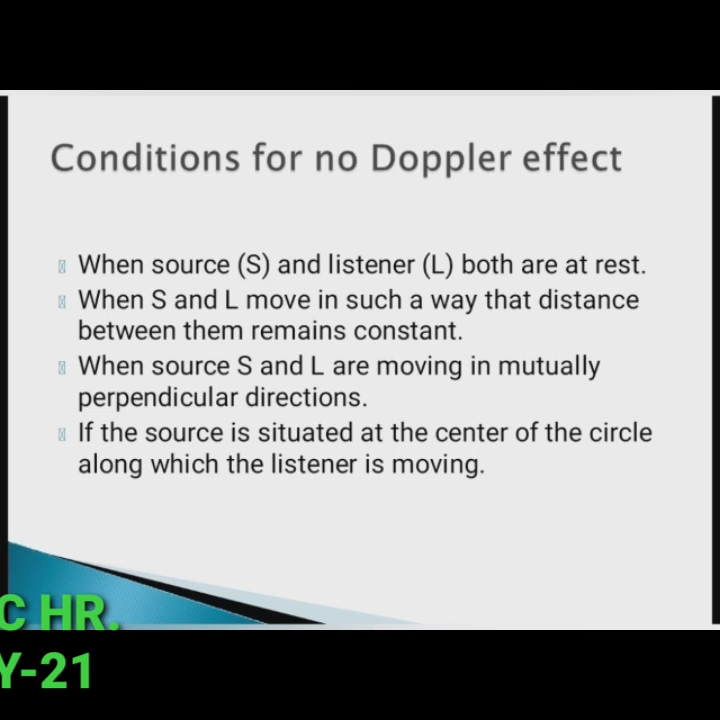 Conditions for no Doppler effect
When source (S) and listener (L) both are at rest.
When S and L move in such a way that distance
between them remains constant.
When source S and L are moving in mutually
perpendicular directions.
If the source is situated at the center of the circle
along which the listener is moving.
C HR.
Y-21